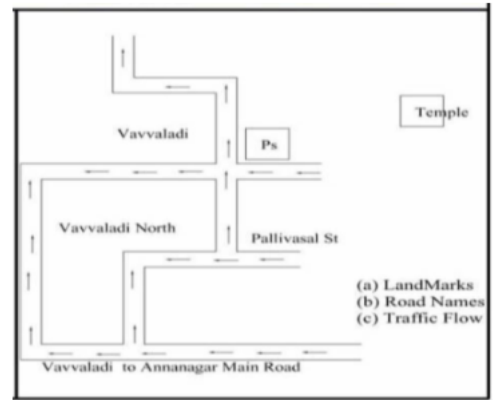 Temple
Vavvaladi
Ps
Vavvaladi North
Pallivasal St
(a) LandMarks
(b) Road Names
(c) Traffic Flow
Vavvaladi to Annanagar Main Road